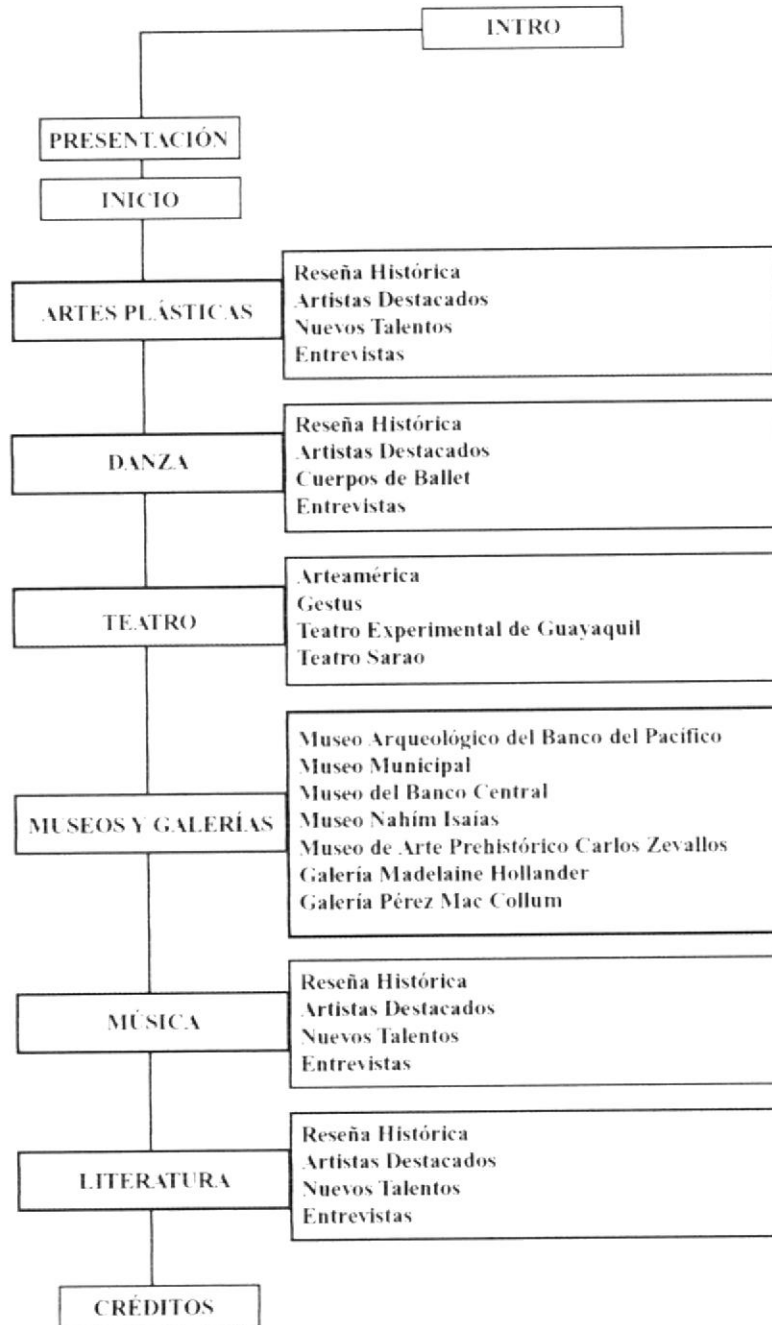 INTRO
PRESENTACIÓN
INICIO
ARTES PLÁSTICAS
Reseña Histórica
Artistas Destacados
Nuevos Talentos
Entrevistas
DANZA
Reseña Histórica
Artistas Destacados
Cuerpos de Ballet
Entrevistas
TEATRO
Arteamérica
Gestus
Teatro Experimental de Guayaquil
Teatro Sarao
MUSEOS Y GALERÍAS
Museo Arqueológico del Banco del Pacífico
Museo Municipal
Museo del Banco Central
Museo Nahím Isaías
Museo de Arte Prehistórico Carlos Zevallos
Galería Madelaine Hollander
Galería Pérez Mac Collum
MÚSICA
Reseña Histórica
Artistas Destacados
Nuevos Talentos
Entrevistas
LITERATURA
Reseña Histórica
Artistas Destacados
Nuevos Talentos
Entrevistas
CRÉDITOS